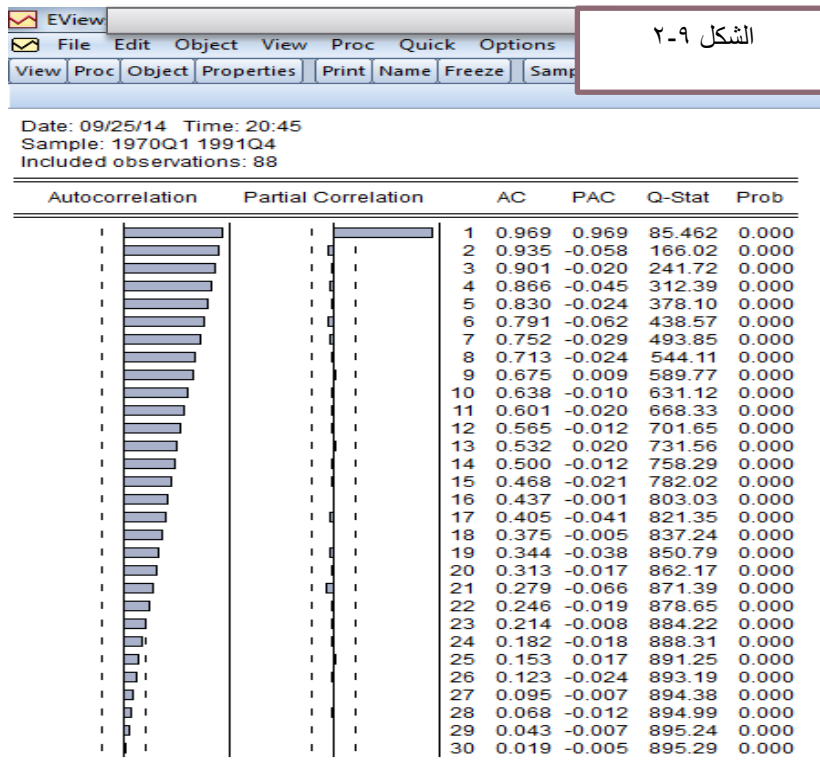 EView
الشكل ٩-٢
File Edit Object View Proc Quick Options
View Proc Object Properties Print Name Freeze Samp
Date: 09/25/14 Time: 20:45
Sample: 1970Q1 1991Q4
Included observations: 88
Autocorrelation Partial Correlation AC PAC Q-Stat Prob
1 0.969 0.969 85.462 0.000
2 0.935 -0.058 166.02 0.000
3 0.901 -0.020 241.72 0.000
4 0.866 -0.045 312.39 0.000
5 0.830 -0.024 378.10 0.000
6 0.791 -0.062 438.57 0.000
7 0.752 -0.029 493.85 0.000
8 0.713 -0.024 544.11 0.000
9 0.675 0.009 589.77 0.000
10 0.638 -0.010 631.12 0.000
11 0.601 -0.020 668.33 0.000
12 0.565 -0.012 701.65 0.000
13 0.532 0.020 731.56 0.000
14 0.500 -0.012 758.29 0.000
15 0.468 -0.021 782.02 0.000
16 0.437 -0.001 803.03 0.000
17 0.405 -0.041 821.35 0.000
18 0.375 -0.005 837.24 0.000
19 0.344 -0.038 850.79 0.000
20 0.313 -0.017 862.17 0.000
21 0.279 -0.066 871.39 0.000
22 0.246 -0.019 878.65 0.000
23 0.214 -0.008 884.22 0.000
24 0.182 -0.018 888.31 0.000
25 0.153 0.017 891.25 0.000
26 0.123 -0.024 893.19 0.000
27 0.095 -0.007 894.38 0.000
28 0.068 -0.012 894.99 0.000
29 0.043 -0.007 895.24 0.000
30 0.019 -0.005 895.29 0.000